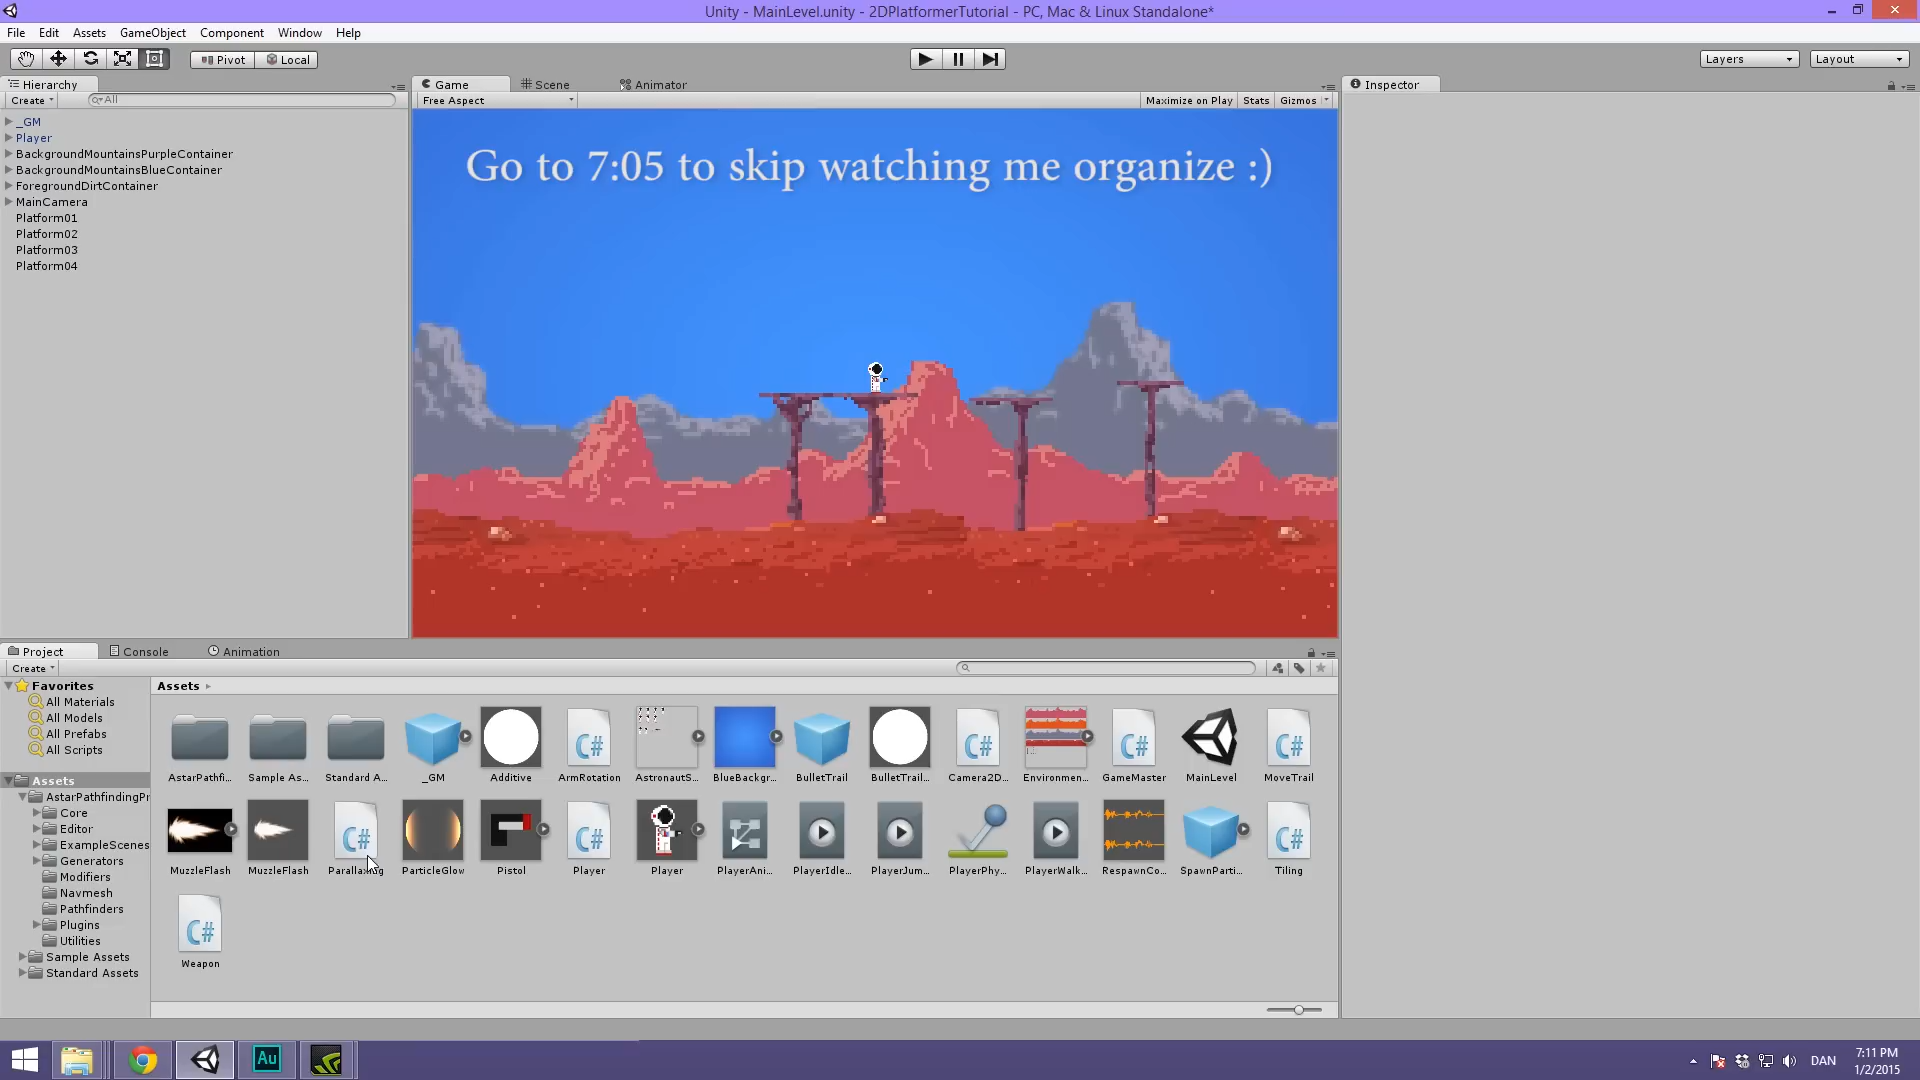 Unity - MainLevel.unity - 2DPlatformerTutorial - PC, Mac & Linux Standalone*
File Edit Assets GameObject Component Window Help
Pivot Local Layers Layout
Hierarchy
Create All
_GM
Player
BackgroundMountainsPurpleContainer
BackgroundMountainsBlueContainer
ForegroundDirtContainer
MainCamera
Platform01
Platform02
Platform03
Platform04
Game Scene Animator
Free Aspect Maximize on Play Stats Gizmos
Go to 7:05 to skip watching me organize :)
Inspector
Project Console Animation
Create
Favorites
All Materials
All Models
All Prefabs
All Scripts
Assets
AstarPathfindingPr
Core
Editor
ExampleScenes
Generators
Modifiers
Navmesh
Pathfinders
Plugins
Utilities
Sample Assets
Standard Assets
Assets
AstarPathfi... Sample As... Standard A... _GM Additive ArmRotation AstronautS... BlueBackgr... BulletTrail BulletTrail... Camera2D... Environmen... GameMaster MainLevel MoveTrail
C# C# C# C#
MuzzleFlash MuzzleFlash ParticleGlow Pistol Player Player PlayerAni... PlayerIdle... PlayerJum... PlayerPhy... PlayerWalk... RespawnCo... SpawnParti... Tiling
C# C# C#
Weapon
C#
Au
DAN
7:11 PM
1/2/2015